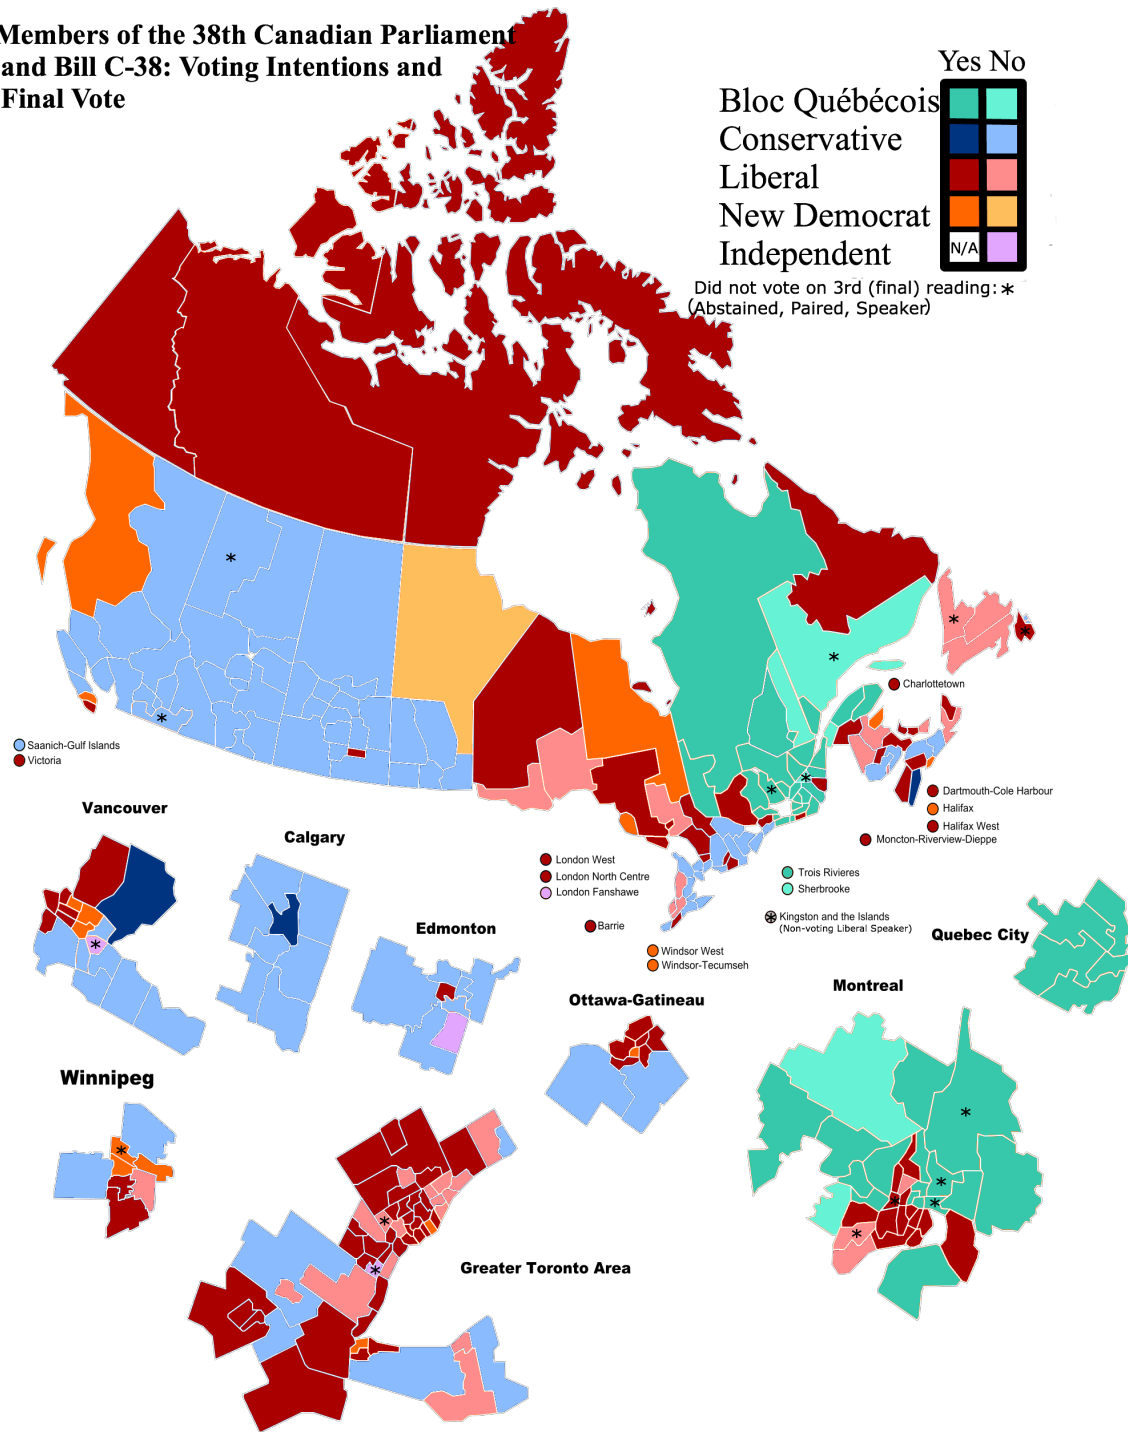 Members of the 38th Canadian Parliament
and Bill C-38: Voting Intentions and
Final Vote
Yes No
Bloc Québécois
Conservative
Liberal
New Democrat
Independent
N/A
Did not vote on 3rd (final) reading: *
(Abstained, Paired, Speaker)
Charlottetown
Saanich-Gulf Islands
Victoria
Dartmouth-Cole Harbour
Halifax
Halifax West
Moncton-Riverview-Dieppe
Vancouver
Calgary
London West
London North Centre
London Fanshawe
Trois Rivieres
Sherbrooke
Barrie
Kingston and the Islands
(Non-voting Liberal Speaker)
Edmonton
Quebec City
Windsor West
Windsor-Tecumseh
Ottawa-Gatineau
Montreal
Winnipeg
Greater Toronto Area